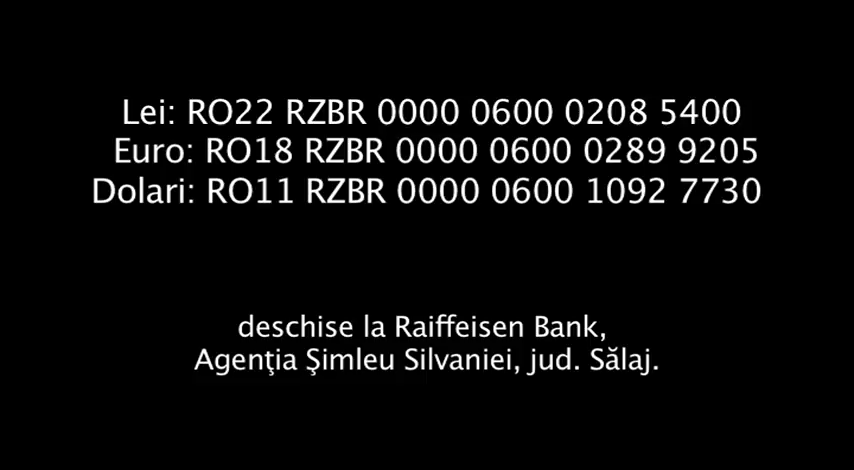 Lei: RO22 RZBR 0000 0600 0208 5400
Euro: RO18 RZBR 0000 0600 0289 9205
Dolari: RO11 RZBR 0000 0600 1092 7730
deschise la Raiffeisen Bank,
Agenţia Şimleu Silvaniei, jud. Sălaj.